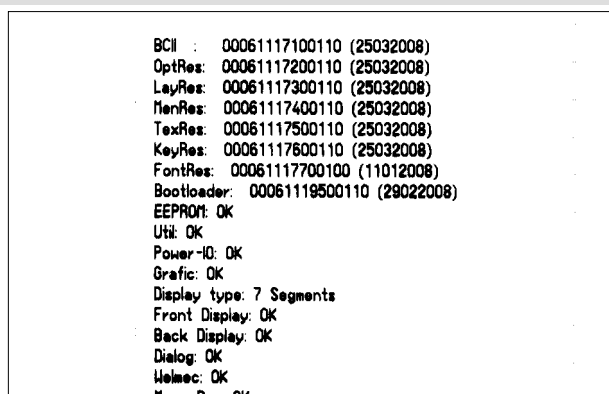 BCII : 00061117100110 (25032008)
OptRes: 00061117200110 (25032008)
LayRes: 00061117300110 (25032008)
MenRes: 00061117400110 (25032008)
TexRes: 00061117500110 (25032008)
KeyRes: 00061117600110 (25032008)
FontRes: 00061117700100 (11012008)
Bootloader: 00061119500110 (29022008)
EEPROM: OK
Util: OK
Power-IO: OK
Grafic: OK
Display type: 7 Segments
Front Display: OK
Back Display: OK
Dialog: OK
Welmec: OK